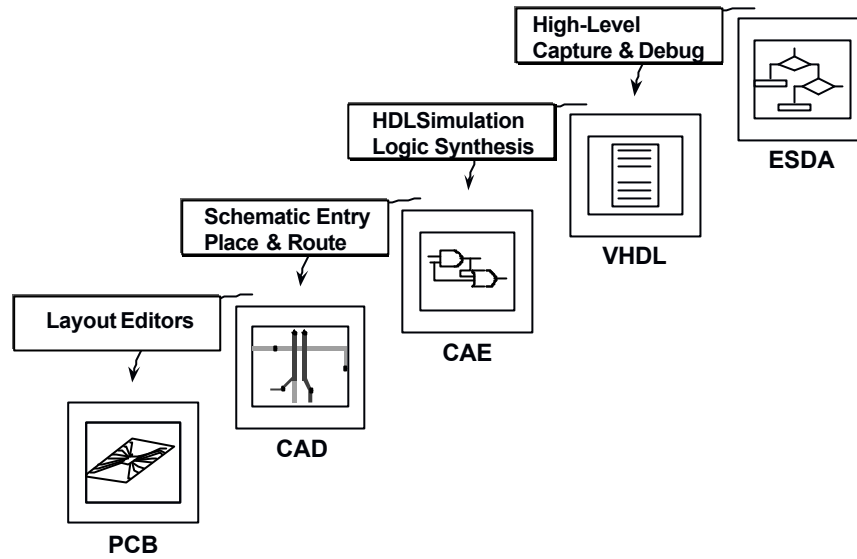 High-Level
Capture & Debug
ESDA
HDLSimulation
Logic Synthesis
VHDL
Schematic Entry
Place & Route
CAE
Layout Editors
CAD
PCB